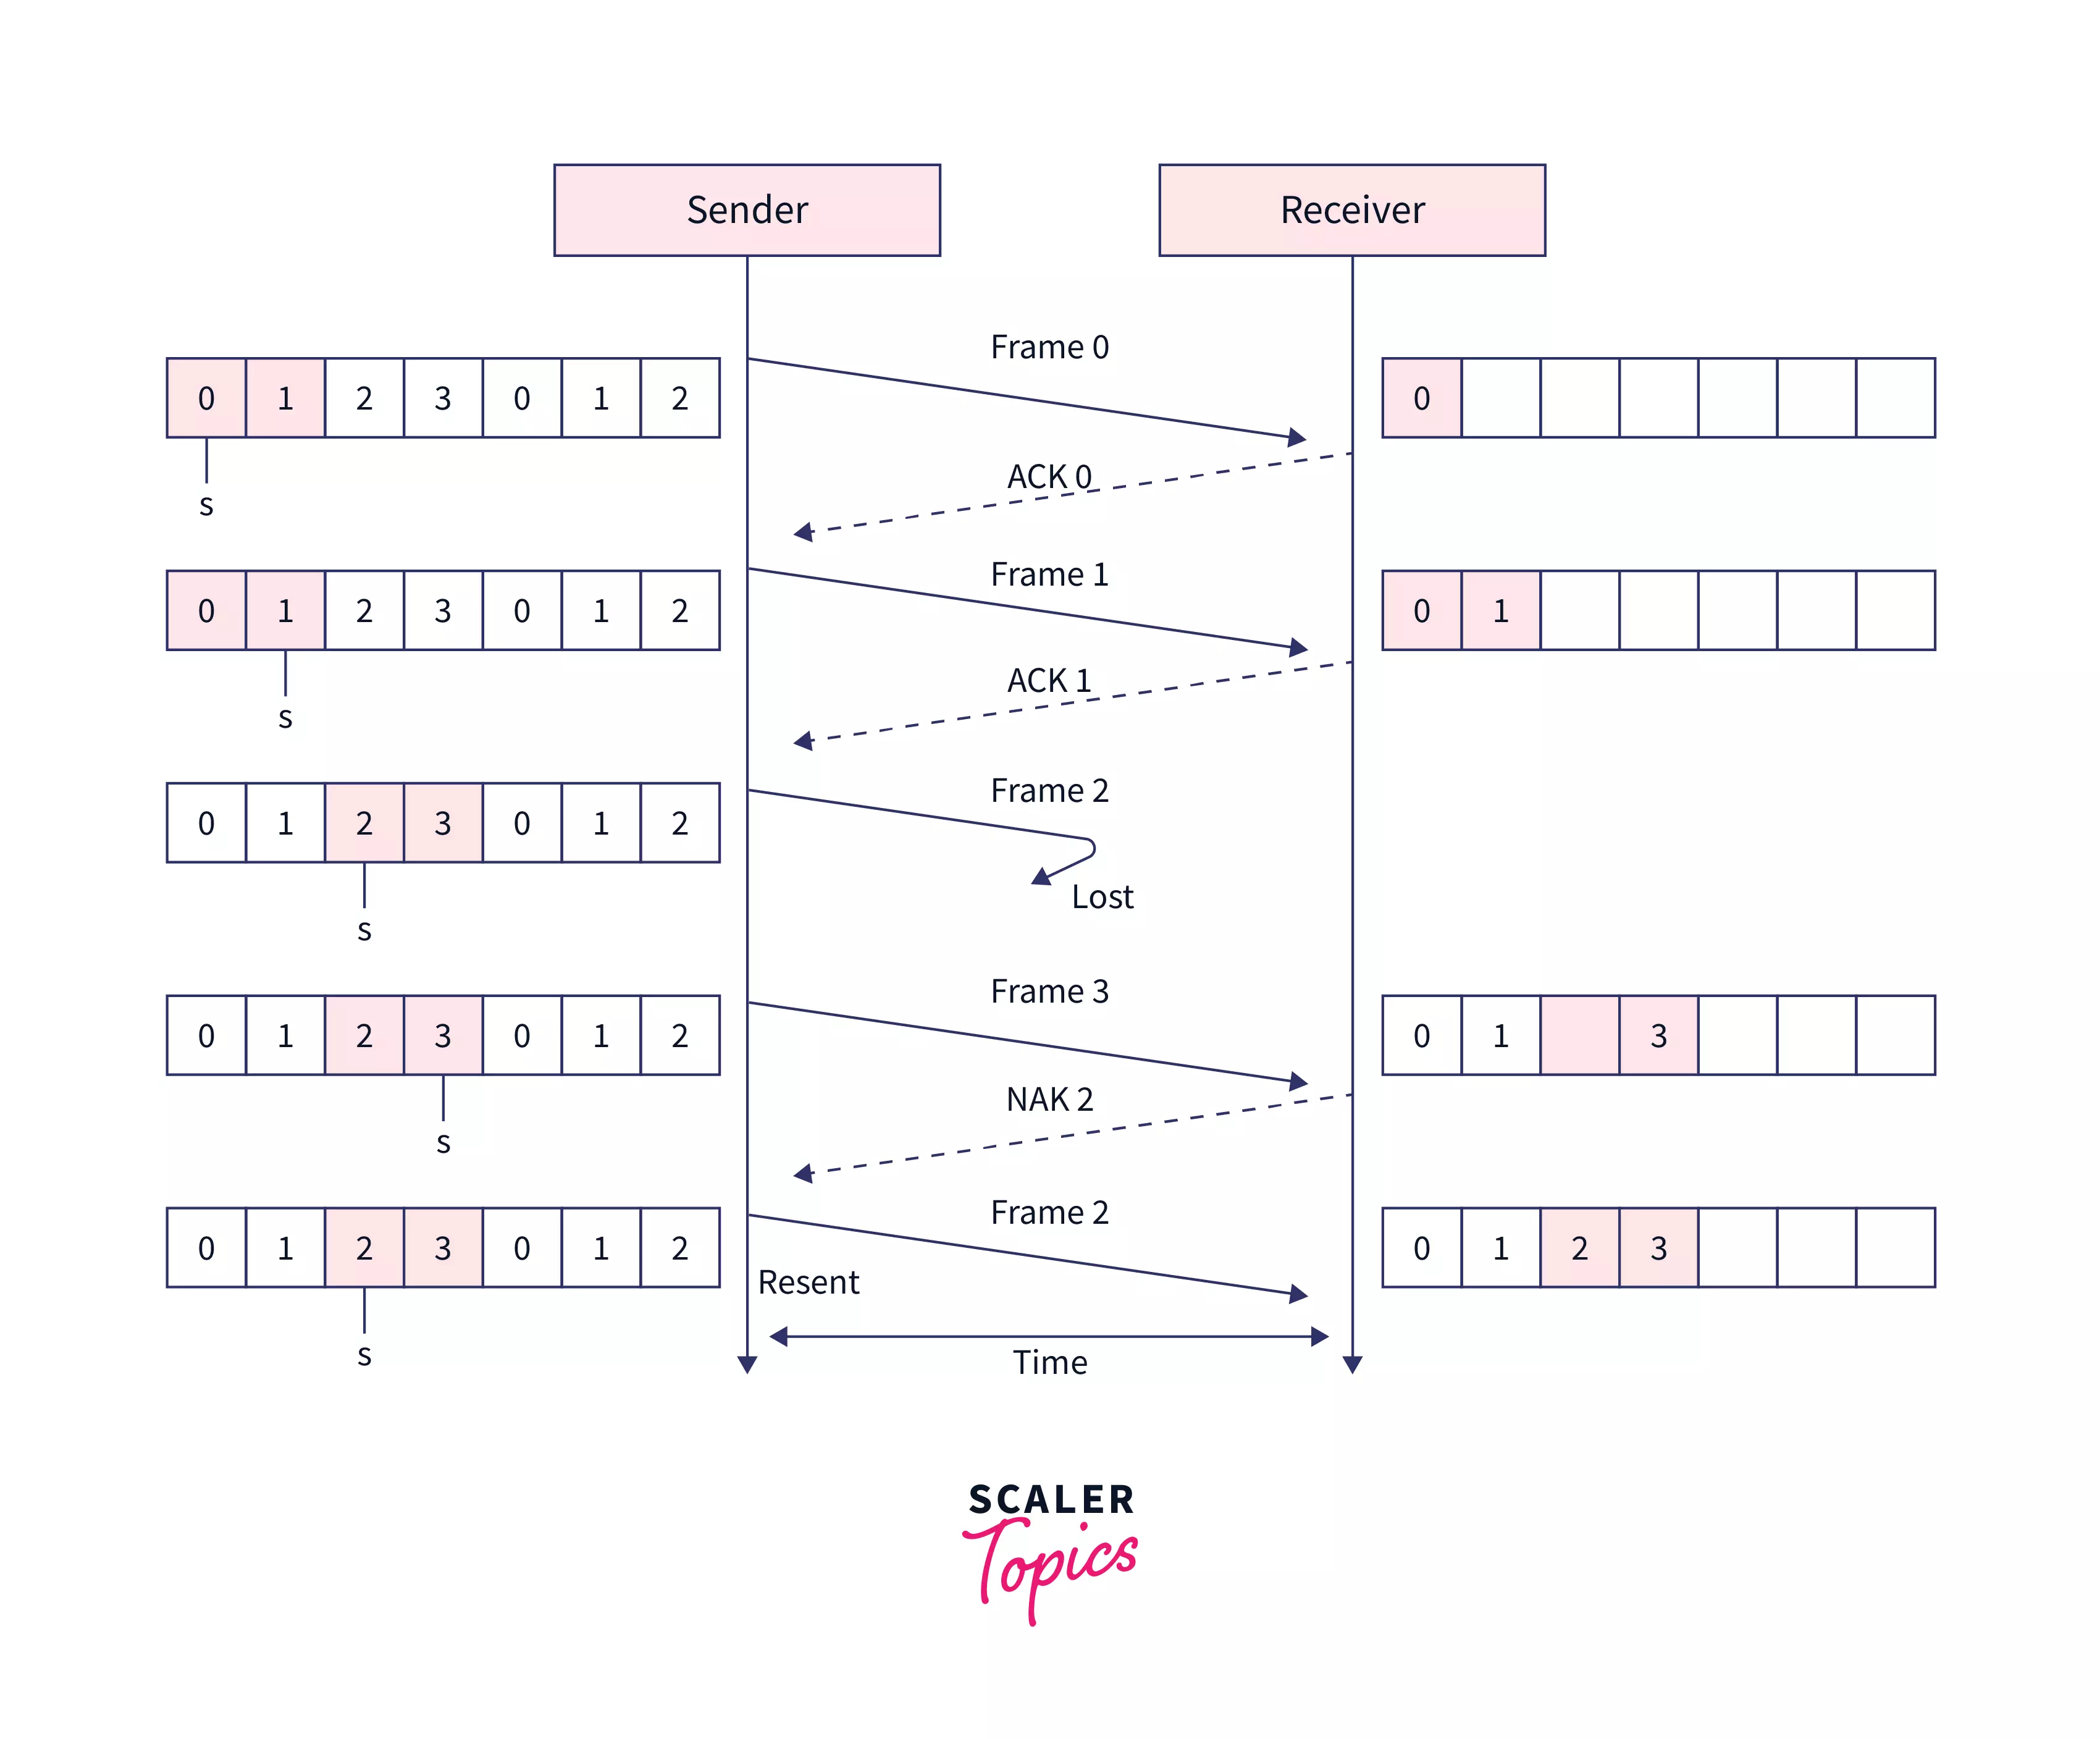 Sender
Receiver
Frame 0
0 1 2 3 0 1 2
0
ACK 0
s
Frame 1
0 1 2 3 0 1 2
0 1
ACK 1
s
Frame 2
0 1 2 3 0 1 2
Lost
s
Frame 3
0 1 2 3 0 1 2
0 1 3
NAK 2
s
Frame 2
0 1 2 3 0 1 2
0 1 2 3
Resent
s
Time
SCALER
Topics